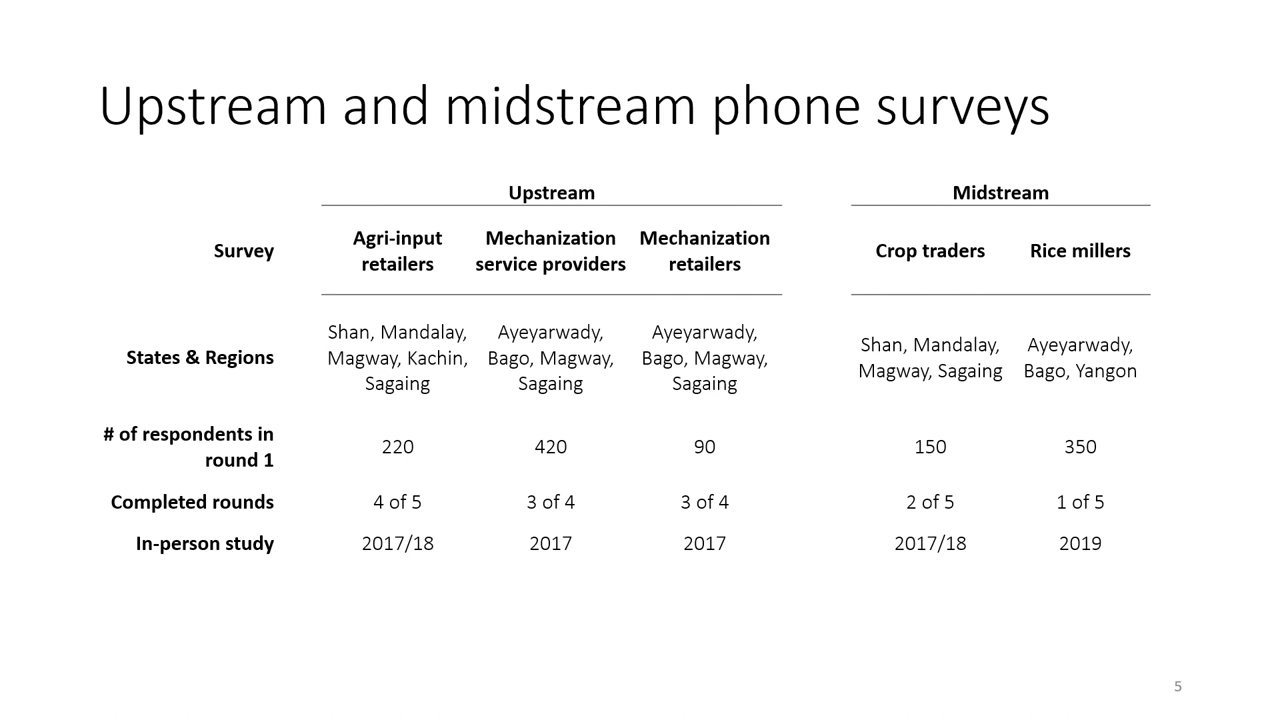 Upstream and midstream phone surveys
Upstream Midstream
Survey Agri-input retailers Mechanization service providers Mechanization retailers Crop traders Rice millers
States & Regions Shan, Mandalay, Magway, Kachin, Sagaing Ayeyarwady, Bago, Magway, Sagaing Ayeyarwady, Bago, Magway, Sagaing Shan, Mandalay, Magway, Sagaing Ayeyarwady, Bago, Yangon
# of respondents in round 1 220 420 90 150 350
Completed rounds 4 of 5 3 of 4 3 of 4 2 of 5 1 of 5
In-person study 2017/18 2017 2017 2017/18 2019
5